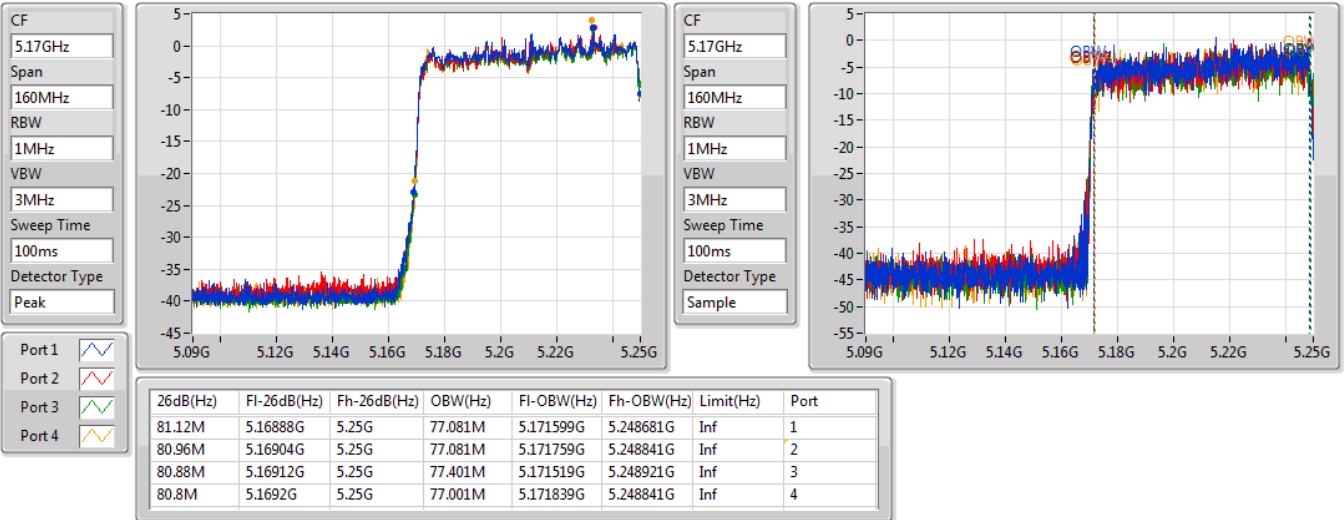 CF
5.17GHz
Span
160MHz
RBW
1MHz
VBW
3MHz
Sweep Time
100ms
Detector Type
Peak
Port 1
Port 2
Port 3
Port 4
5
0
-5
-10
-15
-20
-25
-30
-35
-40
-45
5.09G 5.12G 5.14G 5.16G 5.18G 5.2G 5.22G 5.25G
CF
5.17GHz
Span
160MHz
RBW
1MHz
VBW
3MHz
Sweep Time
100ms
Detector Type
Sample
5
0
-5
-10
-15
-20
-25
-30
-35
-40
-45
-50
-55
OBW
OBW
5.09G 5.12G 5.14G 5.16G 5.18G 5.2G 5.22G 5.25G
26dB(Hz) Fl-26dB(Hz) Fh-26dB(Hz) OBW(Hz) Fl-OBW(Hz) Fh-OBW(Hz) Limit(Hz) Port
81.12M 5.16888G 5.25G 77.081M 5.171599G 5.248681G Inf 1
80.96M 5.16904G 5.25G 77.081M 5.171759G 5.248841G Inf 2
80.88M 5.16912G 5.25G 77.401M 5.171519G 5.248921G Inf 3
80.8M 5.1692G 5.25G 77.001M 5.171839G 5.248841G Inf 4